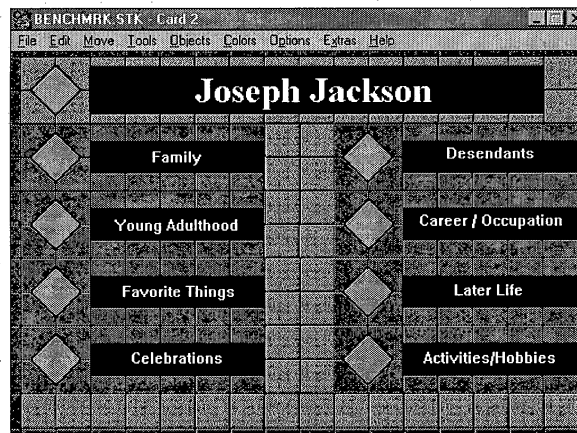 BENCHMRK.STK - Card 2
File Edit Move Tools Objects Colors Options Extras Help
Joseph Jackson
Family
Desendants
Young Adulthood
Career / Occupation
Favorite Things
Later Life
Celebrations
Activities/Hobbies